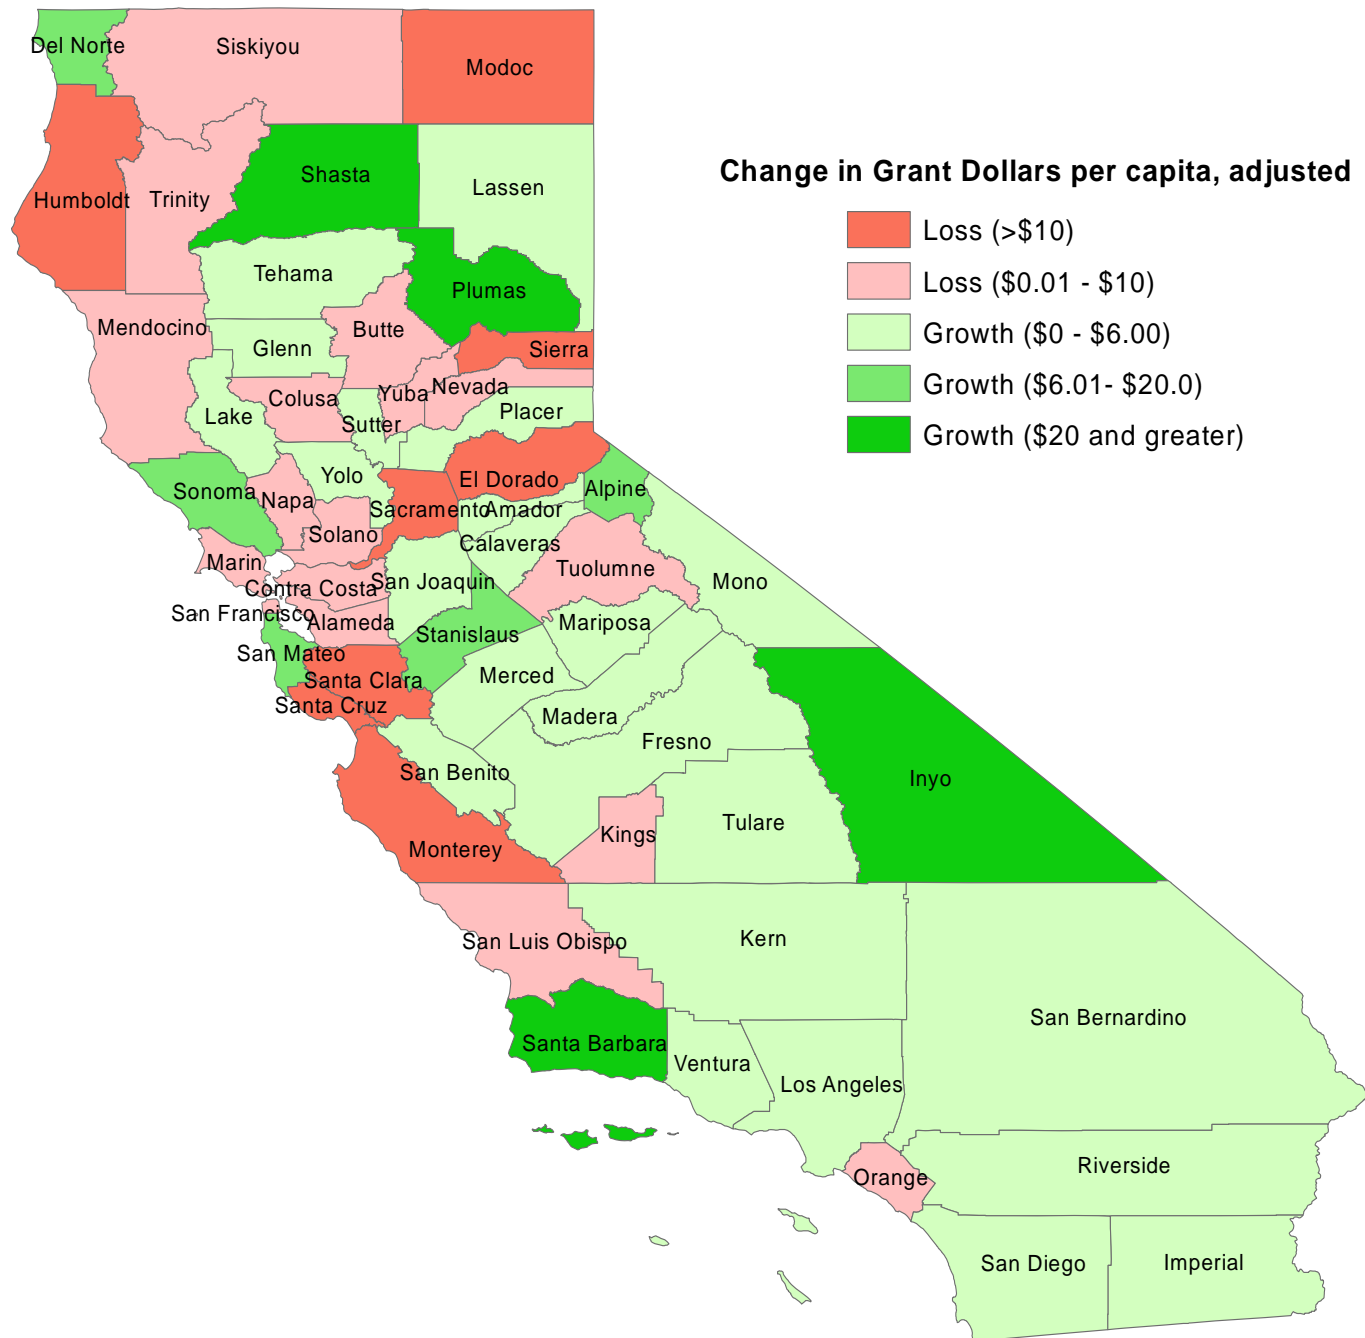 Del Norte
Siskiyou
Modoc
Shasta
Lassen
Humboldt
Trinity
Tehama
Plumas
Mendocino
Butte
Glenn
Sierra
Nevada
Yuba
Colusa
Lake
Sutter
Placer
Yolo
El Dorado
Sonoma
Napa
Alpine
Sacramento
Amador
Solano
Calaveras
Marin
Tuolumne
Contra Costa
San Joaquin
Mono
San Francisco
Alameda
Mariposa
Stanislaus
San Mateo
Santa Clara
Merced
Santa Cruz
Madera
Fresno
San Benito
Inyo
Kings
Tulare
Monterey
San Luis Obispo
Kern
San Bernardino
Santa Barbara
Ventura
Los Angeles
Orange
Riverside
San Diego
Imperial
Change in Grant Dollars per capita, adjusted
Loss (>$10)
Loss ($0.01 - $10)
Growth ($0 - $6.00)
Growth ($6.01- $20.0)
Growth ($20 and greater)